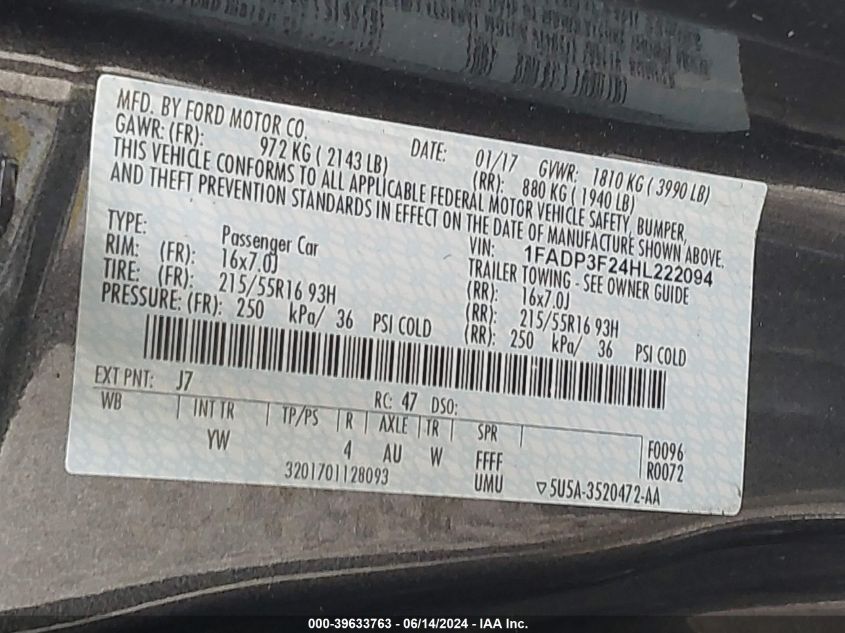 MFD. BY FORD MOTOR CO. DATE: 01/17 GVWR: 1810 KG ( 3990 LB)
GAWR: (FR): 972 KG ( 2143 LB) (RR): 880 KG ( 1940 LB)
THIS VEHICLE CONFORMS TO ALL APPLICABLE FEDERAL MOTOR VEHICLE SAFETY, BUMPER,
AND THEFT PREVENTION STANDARDS IN EFFECT ON THE DATE OF MANUFACTURE SHOWN ABOVE.
VIN: 1FADP3F24HL222094
TYPE: Passenger Car TRAILER TOWING - SEE OWNER GUIDE
RIM: (FR): 16x7.0J (RR): 16x7.0J
TIRE: (FR): 215/55R16 93H (RR): 215/55R16 93H
PRESSURE: (FR): 250 kPa/ 36 PSI COLD (RR): 250 kPa/ 36 PSI COLD
EXT PNT: J7 RC: 47 DSO:
WB INT TR TP/PS R AXLE TR SPR F0096
YW 4 AU W FFFF R0072
3201701128093 UMU ▽5U5A-3520472-AA
000-39633763 - 06/14/2024 - IAA Inc.